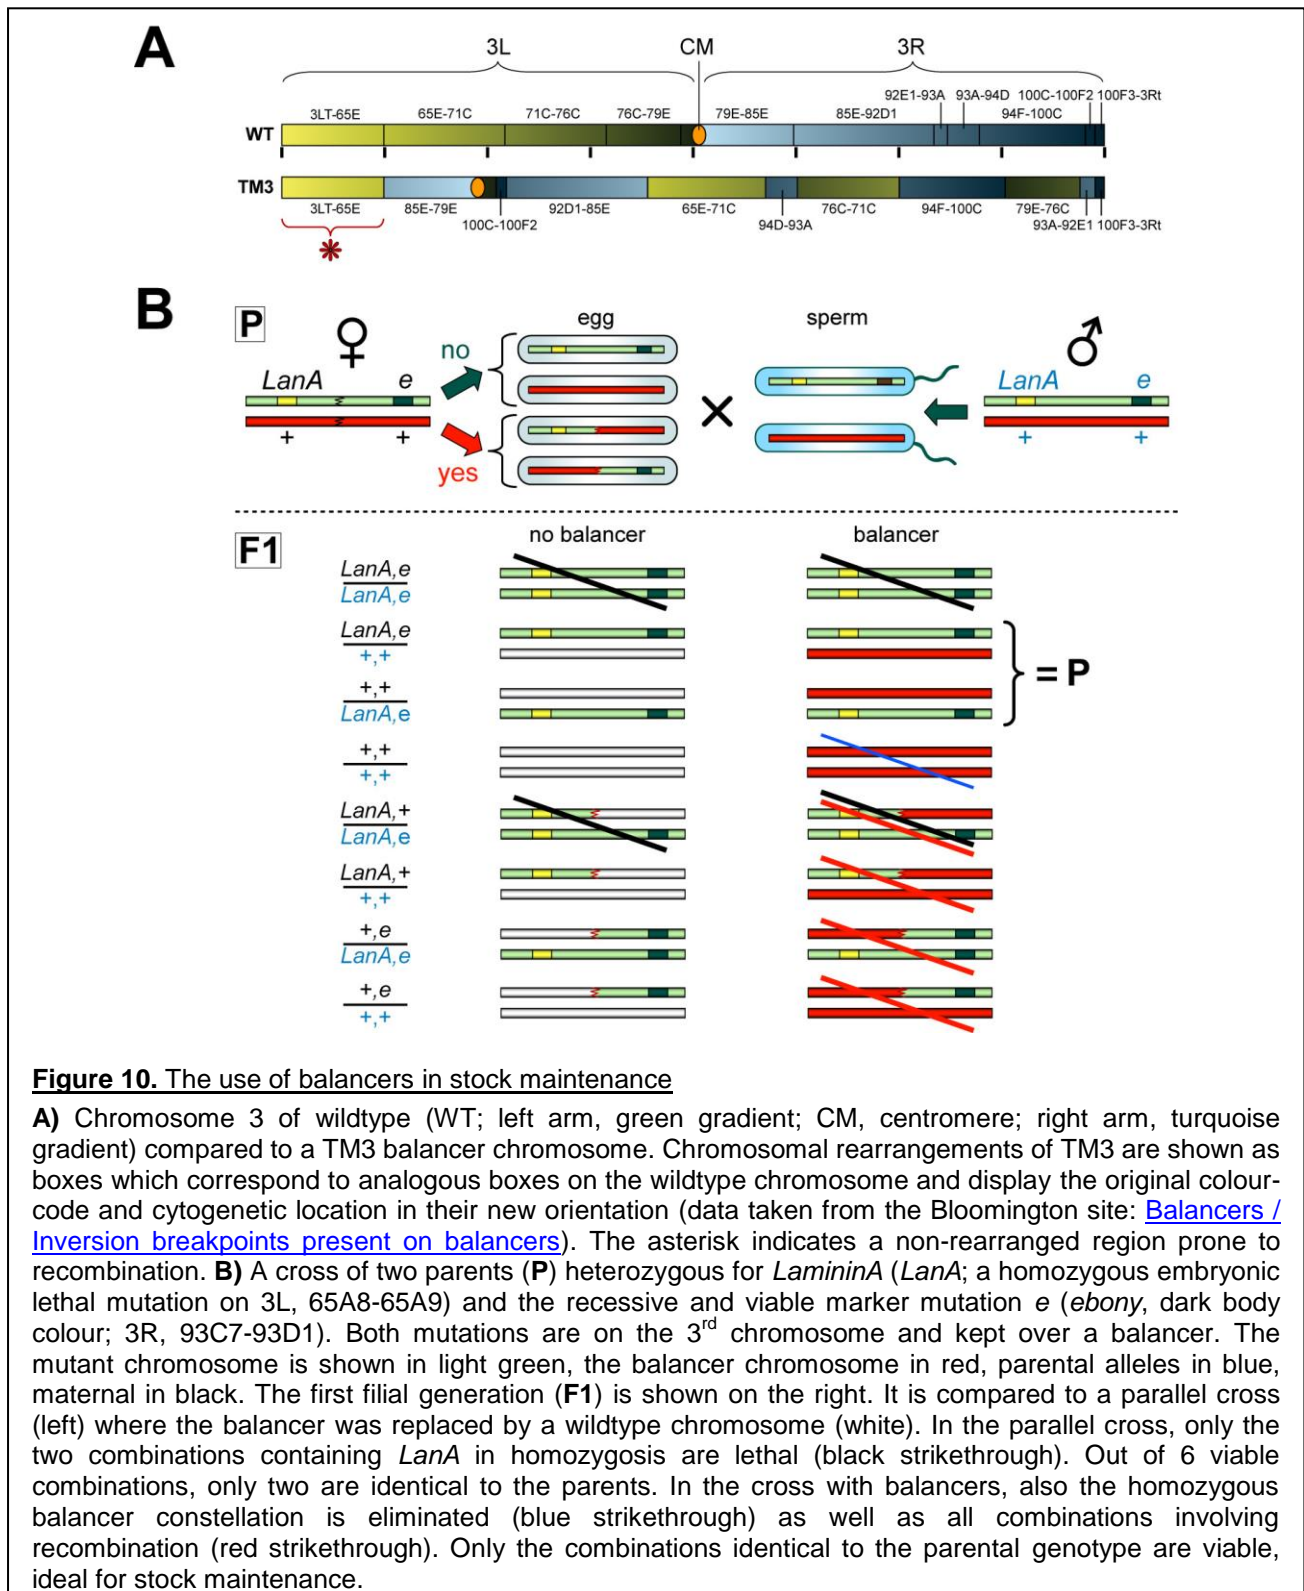 A
3L CM 3R
92E1-93A 93A-94D 100C-100F2 100F3-3Rt
3LT-65E 65E-71C 71C-76C 76C-79E 79E-85E 85E-92D1 94F-100C
WT
TM3
3LT-65E 85E-79E 92D1-85E 65E-71C 76C-71C 94F-100C 79E-76C
100C-100F2 94D-93A 93A-92E1 100F3-3Rt
B
P
egg sperm
no
LanA e
+ +
yes
LanA e
+ +
F1
no balancer balancer
LanA,e
LanA,e
LanA,e
+,+
= P
+,+
LanA,e
+,+
+,+
LanA,+
LanA,e
LanA,+
+,+
+,e
LanA,e
+,e
+,+
Figure 10. The use of balancers in stock maintenance
A) Chromosome 3 of wildtype (WT; left arm, green gradient; CM, centromere; right arm, turquoise
gradient) compared to a TM3 balancer chromosome. Chromosomal rearrangements of TM3 are shown as
boxes which correspond to analogous boxes on the wildtype chromosome and display the original colour-
code and cytogenetic location in their new orientation (data taken from the Bloomington site: Balancers /
Inversion breakpoints present on balancers). The asterisk indicates a non-rearranged region prone to
recombination. B) A cross of two parents (P) heterozygous for LamininA (LanA; a homozygous embryonic
lethal mutation on 3L, 65A8-65A9) and the recessive and viable marker mutation e (ebony, dark body
colour; 3R, 93C7-93D1). Both mutations are on the 3rd chromosome and kept over a balancer. The
mutant chromosome is shown in light green, the balancer chromosome in red, parental alleles in blue,
maternal in black. The first filial generation (F1) is shown on the right. It is compared to a parallel cross
(left) where the balancer was replaced by a wildtype chromosome (white). In the parallel cross, only the
two combinations containing LanA in homozygosis are lethal (black strikethrough). Out of 6 viable
combinations, only two are identical to the parents. In the cross with balancers, also the homozygous
balancer constellation is eliminated (blue strikethrough) as well as all combinations involving
recombination (red strikethrough). Only the combinations identical to the parental genotype are viable,
ideal for stock maintenance.